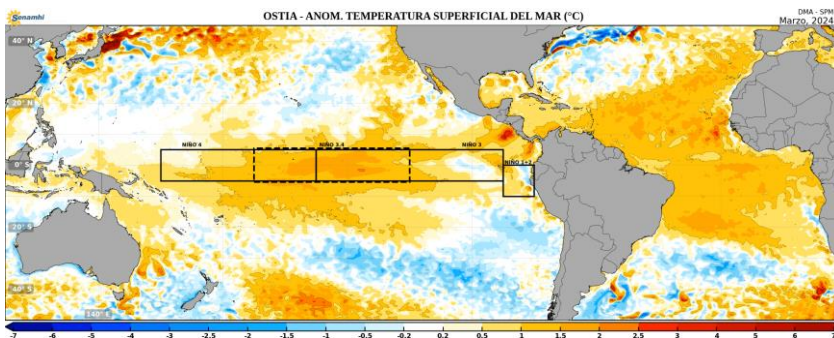 Senamhi
OSTIA - ANOM. TEMPERATURA SUPERFICIAL DEL MAR (°C)
DMA - SPM
Marzo, 2024
40° N
20° N
NIÑO 4
NIÑO 3.4
NIÑO 3
NIÑO 1+2
0° S
20° S
40° S
140° E
-7 -6 -5 -4 -3 -2.5 -2 -1.5 -1 -0.5 -0.2 0.2 0.5 1 1.5 2 2.5 3 4 5 6 7